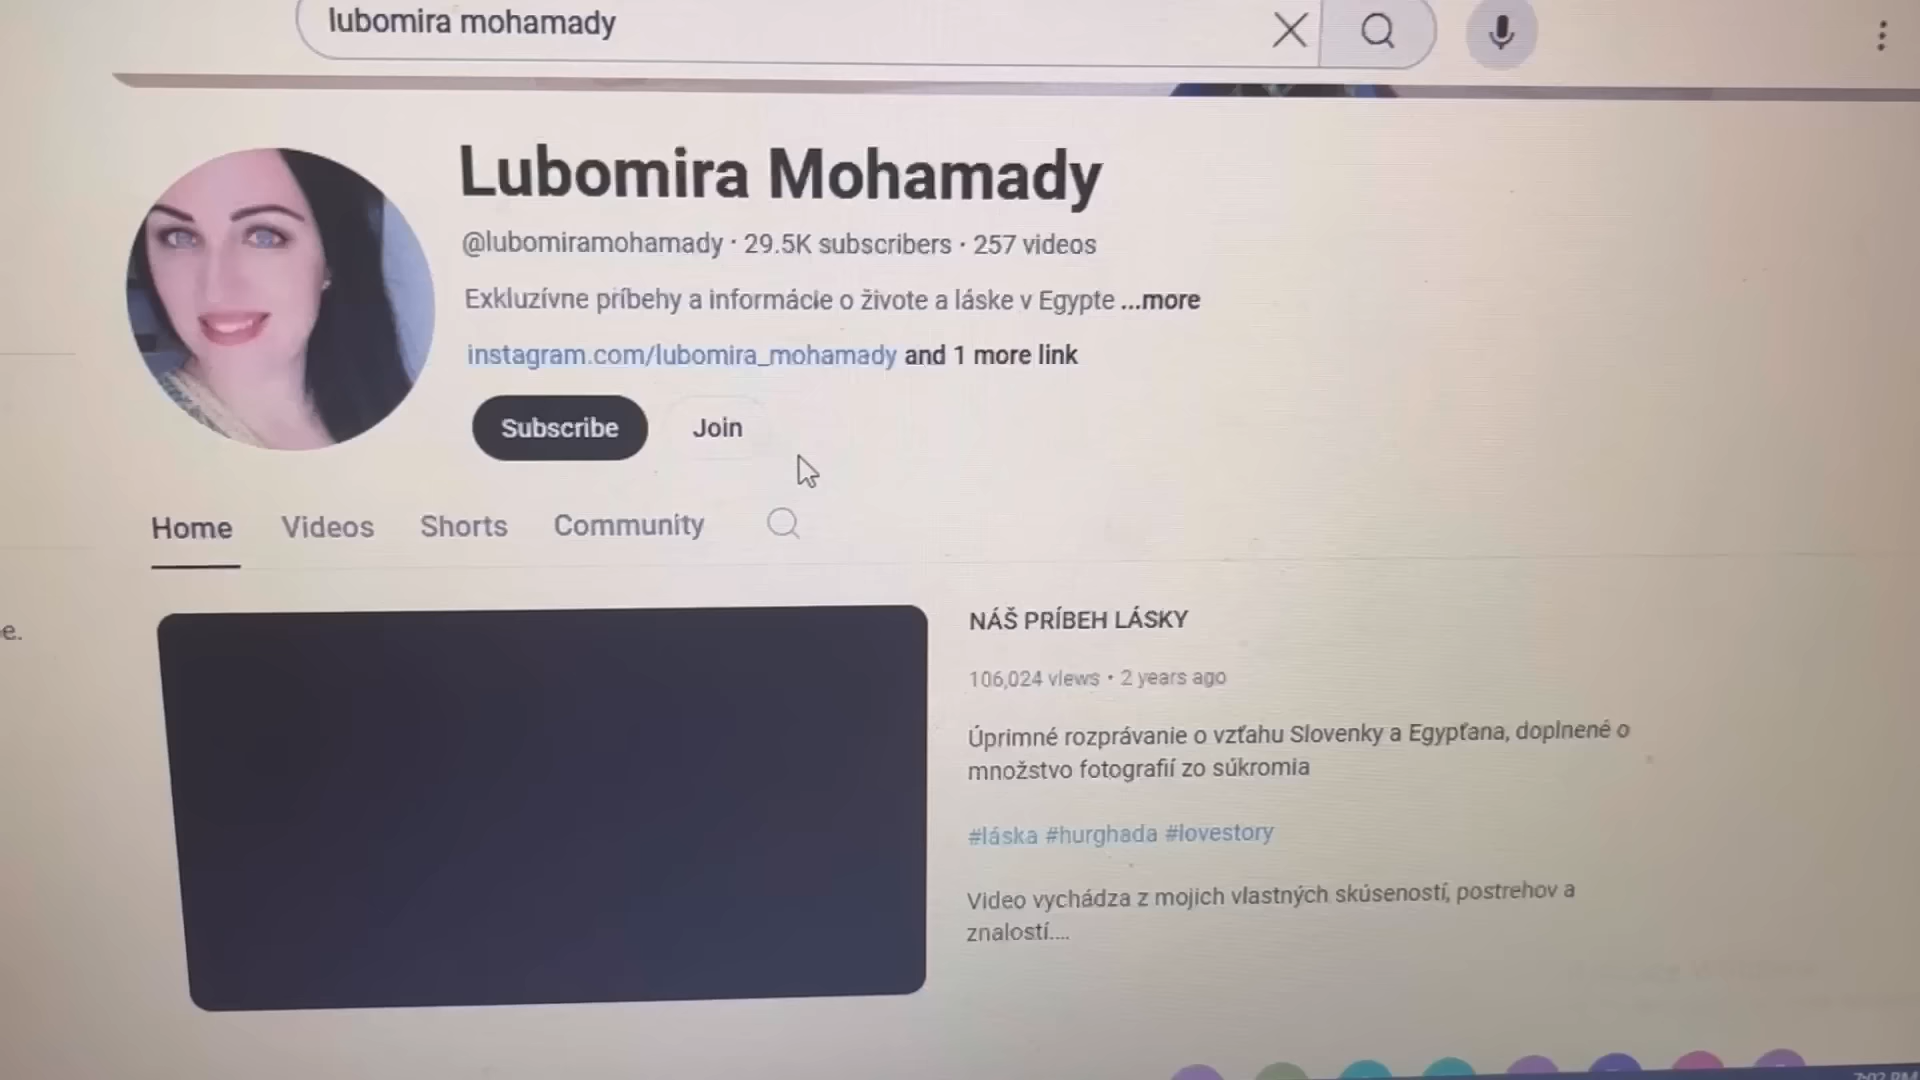 lubomira mohamady
Lubomira Mohamady
@lubomiramohamady · 29.5K subscribers · 257 videos
Exkluzívne príbehy a informácie o živote a láske v Egypte ...more
instagram.com/lubomira_mohamady and 1 more link
Subscribe
Join
Home
Videos
Shorts
Community
e.
NÁŠ PRÍBEH LÁSKY
106,024 views • 2 years ago
Úprimné rozprávanie o vzťahu Slovenky a Egypťana, doplnené o
množstvo fotografií zo súkromia
#láska #hurghada #lovestory
Video vychádza z mojich vlastných skúseností, postrehov a
znalostí....